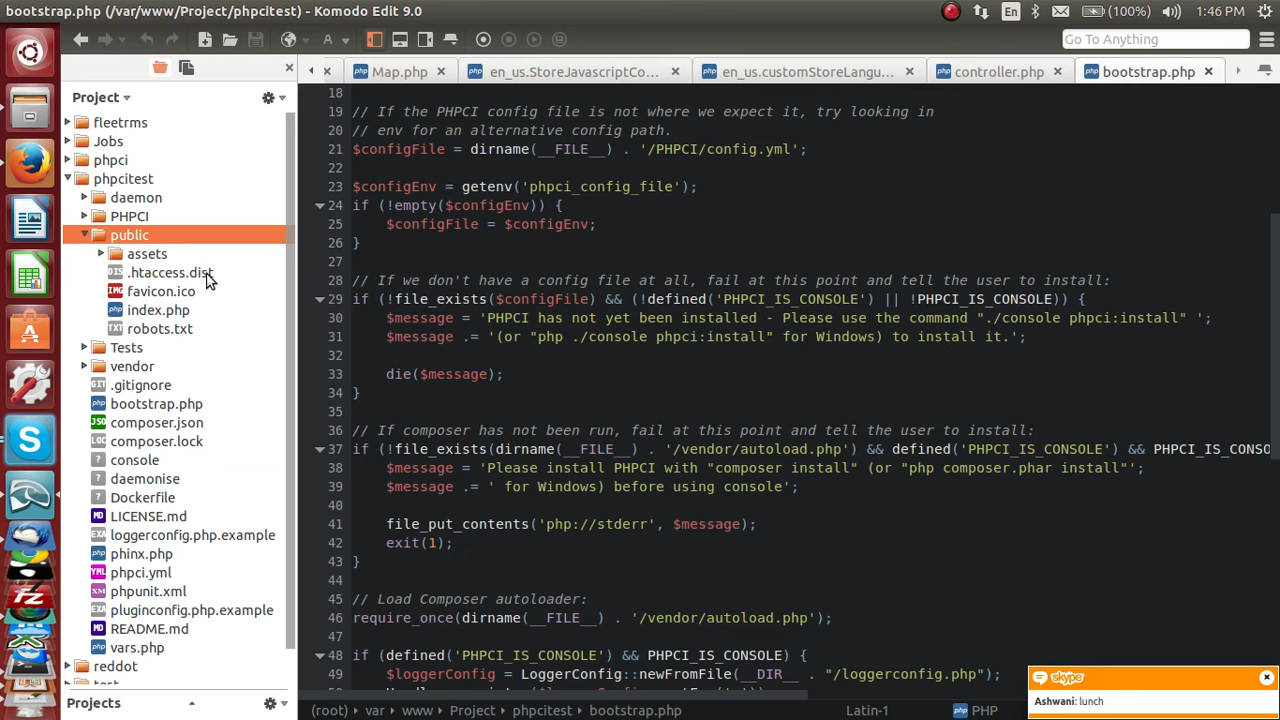 bootstrap.php (/var/www/Project/phpcitest) - Komodo Edit 9.0
En
(100%)
1:46 PM
Go To Anything
Map.php
en_us.StoreJavascriptCo...
en_us.customStoreLangu...
controller.php
bootstrap.php
Project
fleetrms
Jobs
phpci
phpcitest
daemon
PHPCI
public
assets
.htaccess.dist
favicon.ico
index.php
robots.txt
Tests
vendor
.gitignore
bootstrap.php
composer.json
composer.lock
console
daemonise
Dockerfile
LICENSE.md
loggerconfig.php.example
phinx.php
phpci.yml
phpunit.xml
pluginconfig.php.example
README.md
vars.php
reddot
Projects
18
19 // If the PHPCI config file is not where we expect it, try looking in
20 // env for an alternative config path.
21 $configFile = dirname(__FILE__) . '/PHPCI/config.yml';
22
23 $configEnv = getenv('phpci_config_file');
24 if (!empty($configEnv)) {
25 $configFile = $configEnv;
26 }
27
28 // If we don't have a config file at all, fail at this point and tell the user to install:
29 if (!file_exists($configFile) && (!defined('PHPCI_IS_CONSOLE') || !PHPCI_IS_CONSOLE)) {
30 $message = 'PHPCI has not yet been installed - Please use the command "./console phpci:install" ';
31 $message .= '(or "php ./console phpci:install" for Windows) to install it.';
32
33 die($message);
34 }
35
36 // If composer has not been run, fail at this point and tell the user to install:
37 if (!file_exists(dirname(__FILE__) . '/vendor/autoload.php') && defined('PHPCI_IS_CONSOLE') && PHPCI_IS_CONSO
38 $message = 'Please install PHPCI with "composer install" (or "php composer.phar install"';
39 $message .= ' for Windows) before using console';
40
41 file_put_contents('php://stderr', $message);
42 exit(1);
43 }
44
45 // Load Composer autoloader:
46 require_once(dirname(__FILE__) . '/vendor/autoload.php');
47
48 if (defined('PHPCI_IS_CONSOLE') && PHPCI_IS_CONSOLE) {
49 $loggerConfig = LoggerConfig::newFromFile(__DIR__ . "/loggerconfig.php");
skype
Ashwani: lunch
(root) var www Project phpcitest bootstrap.php
Latin-1
PHP